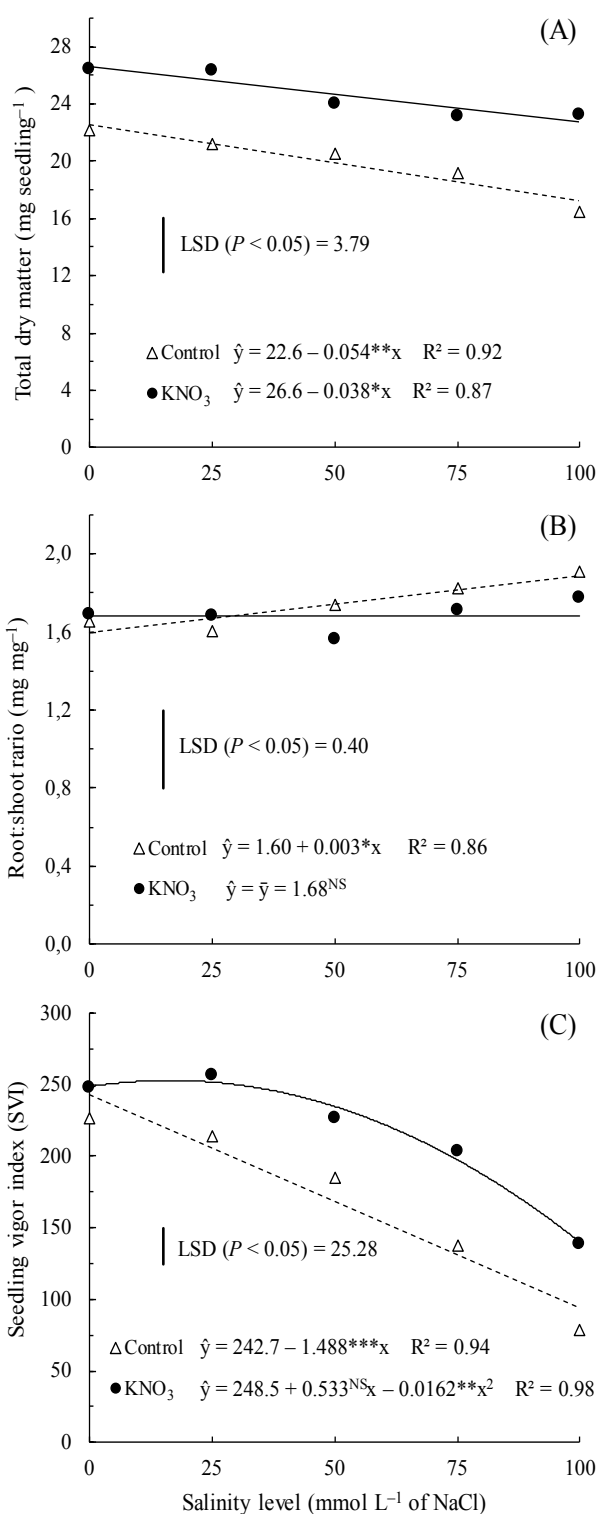 (A)
Total dry matter (mg seedling⁻¹)
28
24
20
16
12
8
4
0
LSD (P < 0.05) = 3.79
△ Control ŷ = 22.6 – 0.054**x R² = 0.92
● KNO₃ ŷ = 26.6 – 0.038*x R² = 0.87
0 25 50 75 100
(B)
Root:shoot rario (mg mg⁻¹)
2,0
1,6
1,2
0,8
0,4
0,0
LSD (P < 0.05) = 0.40
△ Control ŷ = 1.60 + 0.003*x R² = 0.86
● KNO₃ ŷ = ȳ = 1.68ᴺˢ
0 25 50 75 100
(C)
Seedling vigor index (SVI)
300
250
200
150
100
50
0
LSD (P < 0.05) = 25.28
△ Control ŷ = 242.7 – 1.488***x R² = 0.94
● KNO₃ ŷ = 248.5 + 0.533ᴺˢx – 0.0162**x² R² = 0.98
0 25 50 75 100
Salinity level (mmol L⁻¹ of NaCl)